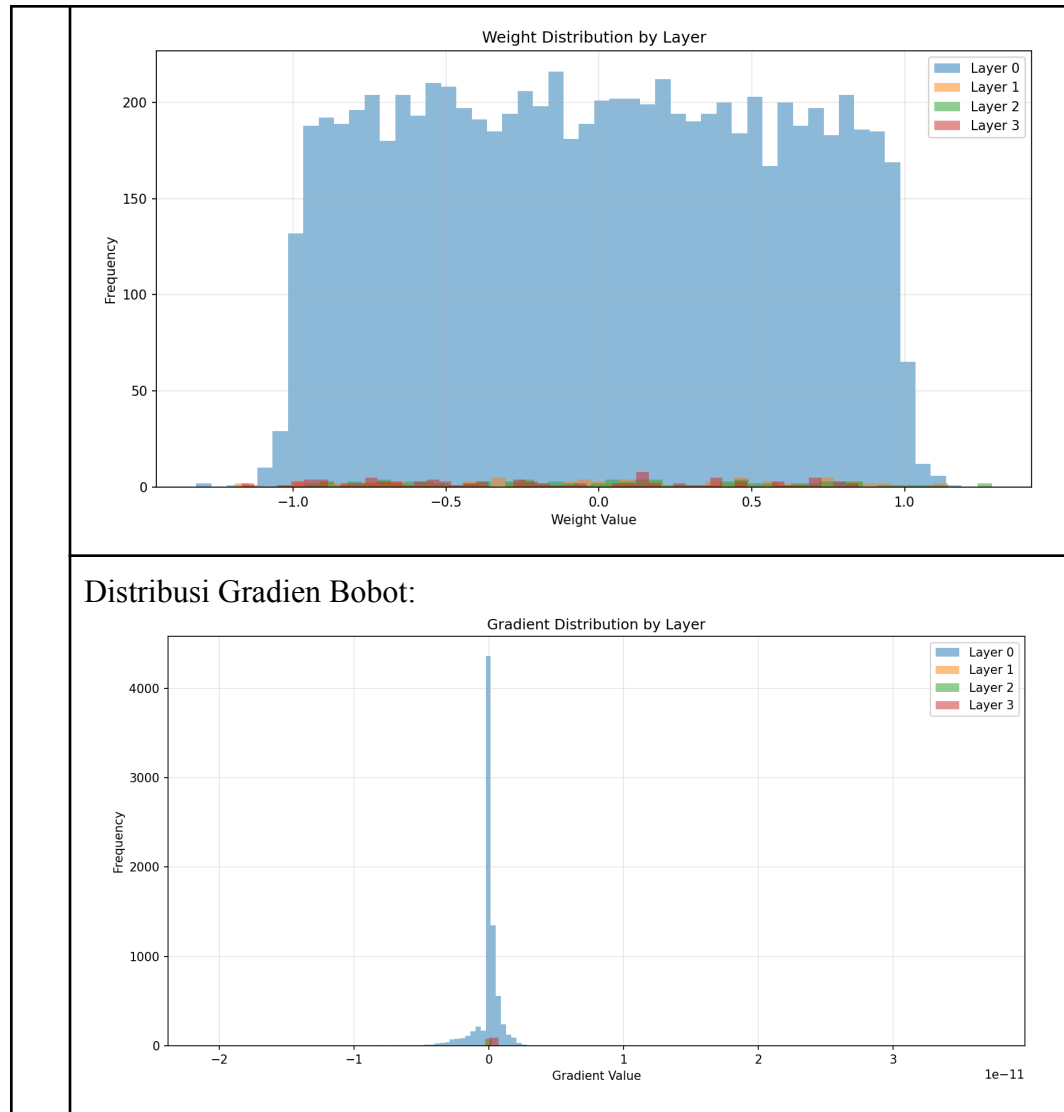 Weight Distribution by Layer
Layer 0
Layer 1
Layer 2
Layer 3
200
150
100
50
0
Frequency
−1.0 −0.5 0.0 0.5 1.0
Weight Value
Distribusi Gradien Bobot:
Gradient Distribution by Layer
Layer 0
Layer 1
Layer 2
Layer 3
4000
3000
2000
1000
0
Frequency
−2 −1 0 1 2 3
1e−11
Gradient Value